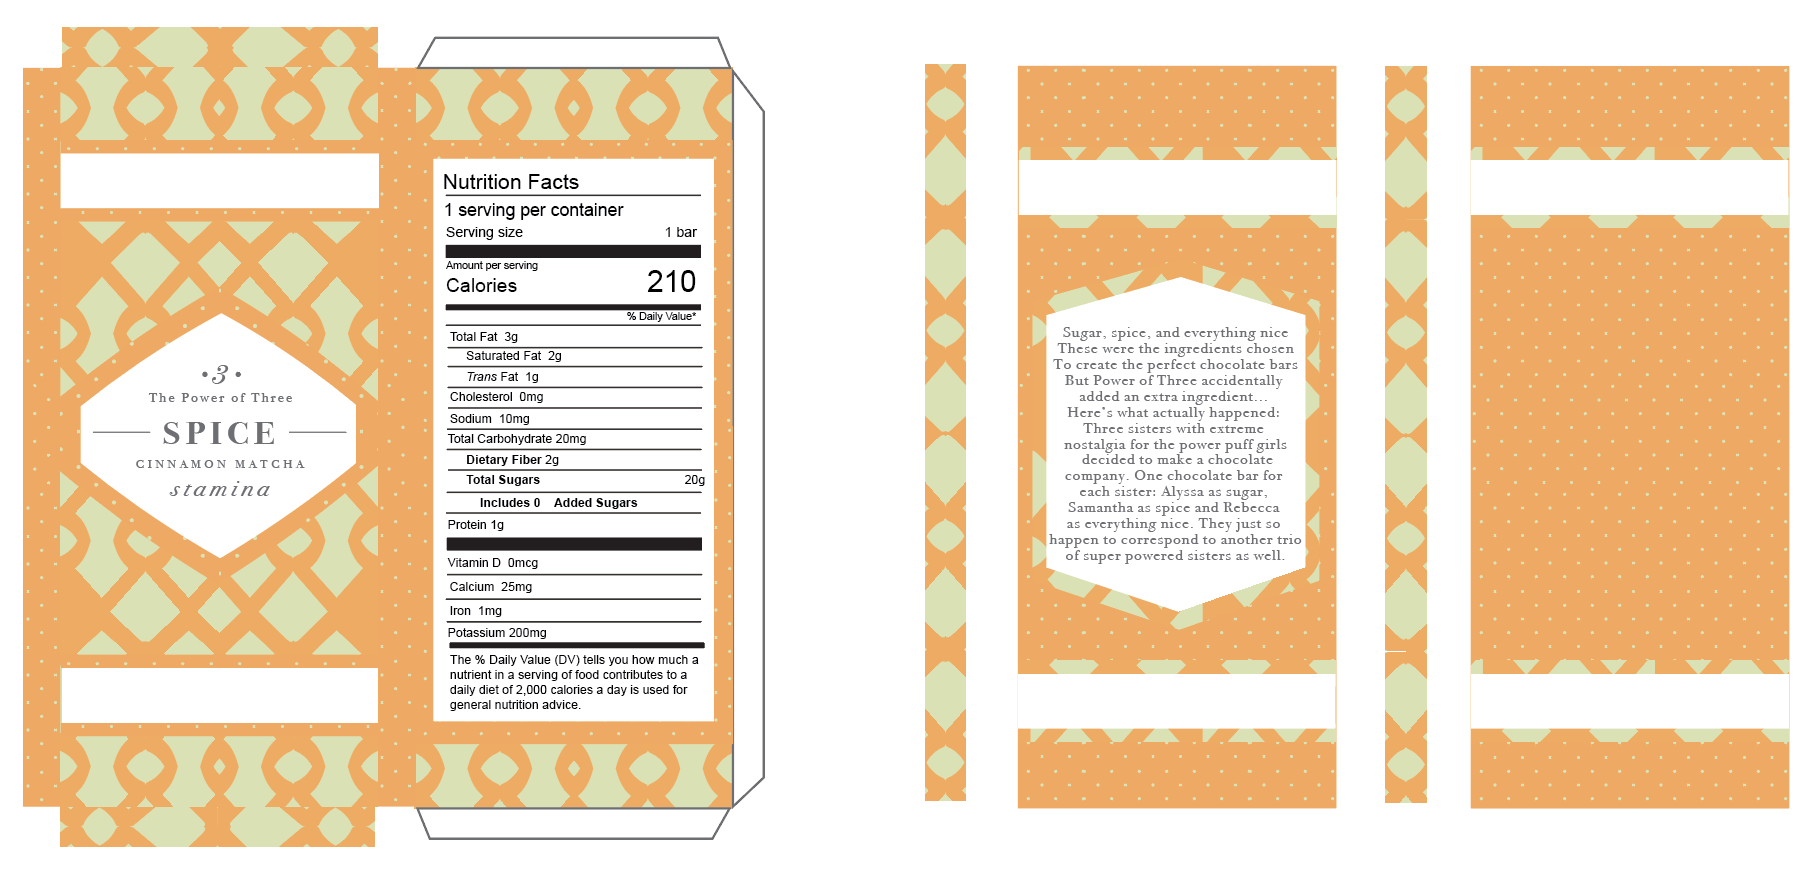 ·3·
The Power of Three
SPICE
CINNAMON MATCHA
stamina
Nutrition Facts
1 serving per container
Serving size 1 bar
Amount per serving
Calories 210
% Daily Value*
Total Fat 3g
Saturated Fat 2g
Trans Fat 1g
Cholesterol 0mg
Sodium 10mg
Total Carbohydrate 20mg
Dietary Fiber 2g
Total Sugars 20g
Includes 0 Added Sugars
Protein 1g
Vitamin D 0mcg
Calcium 25mg
Iron 1mg
Potassium 200mg
The % Daily Value (DV) tells you how much a
nutrient in a serving of food contributes to a
daily diet of 2,000 calories a day is used for
general nutrition advice.
Sugar, spice, and everything nice
These were the ingredients chosen
To create the perfect chocolate bars
But Power of Three accidentally
added an extra ingredient...
Here's what actually happened:
Three sisters with extreme
nostalgia for the power puff girls
decided to make a chocolate
company. One chocolate bar for
each sister: Alyssa as sugar,
Samantha as spice and Rebecca
as everything nice. They just so
happen to correspond to another trio
of super powered sisters as well.